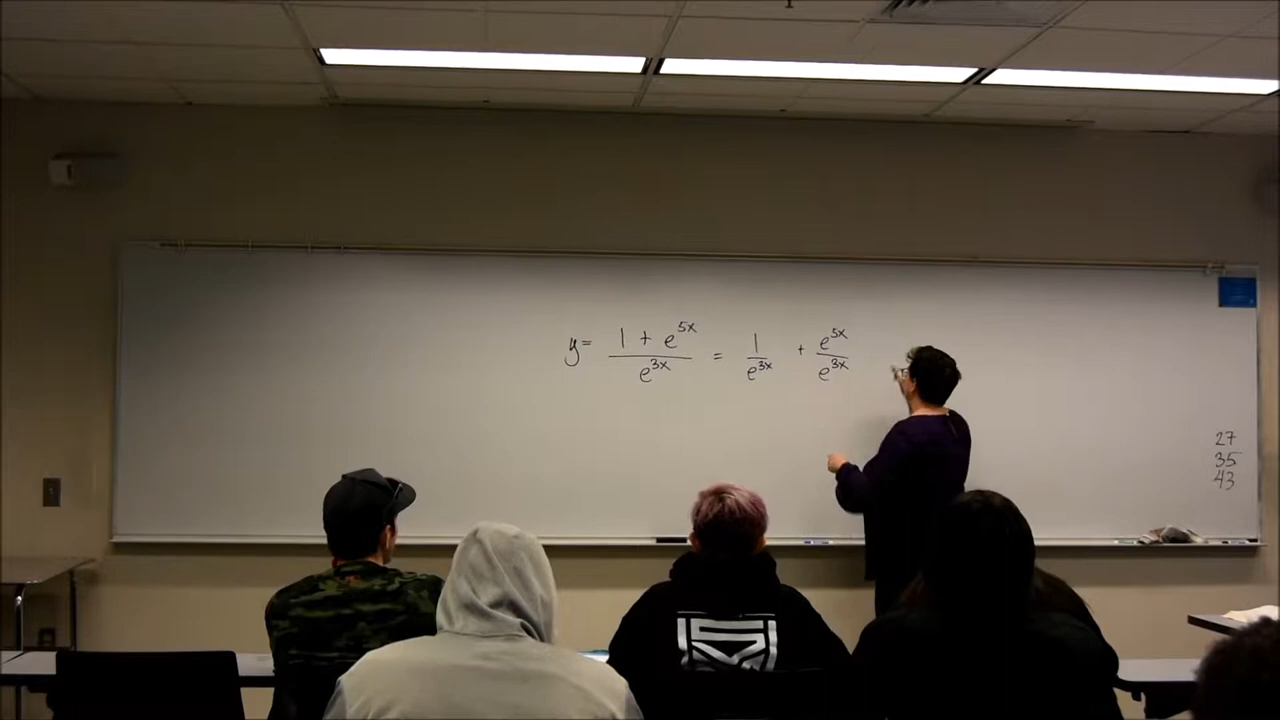 y = (1 + e^5x)/(e^3x) = 1/(e^3x) + (e^5x)/(e^3x)
27
35
43